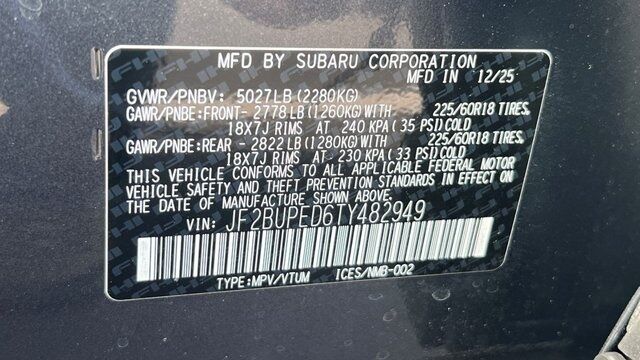 MFD BY SUBARU CORPORATION
MFD IN 12/25
GVWR/PNBV: 5027LB(2280KG)
GAWR/PNBE:FRONT- 2778 LB(1260KG)WITH 225/60R18 TIRES,
18X7J RIMS AT 240 KPA(35 PSI)COLD
GAWR/PNBE:REAR - 2822 LB(1280KG)WITH 225/60R18 TIRES,
18X7J RIMS AT 230 KPA(33 PSI)COLD
THIS VEHICLE CONFORMS TO ALL APPLICABLE FEDERAL MOTOR
VEHICLE SAFETY AND THEFT PREVENTION STANDARDS IN EFFECT ON
THE DATE OF MANUFACTURE SHOWN ABOVE.
VIN: JF2BUPED6TY482949
TYPE:MPV/VTUM ICES/NMB-002